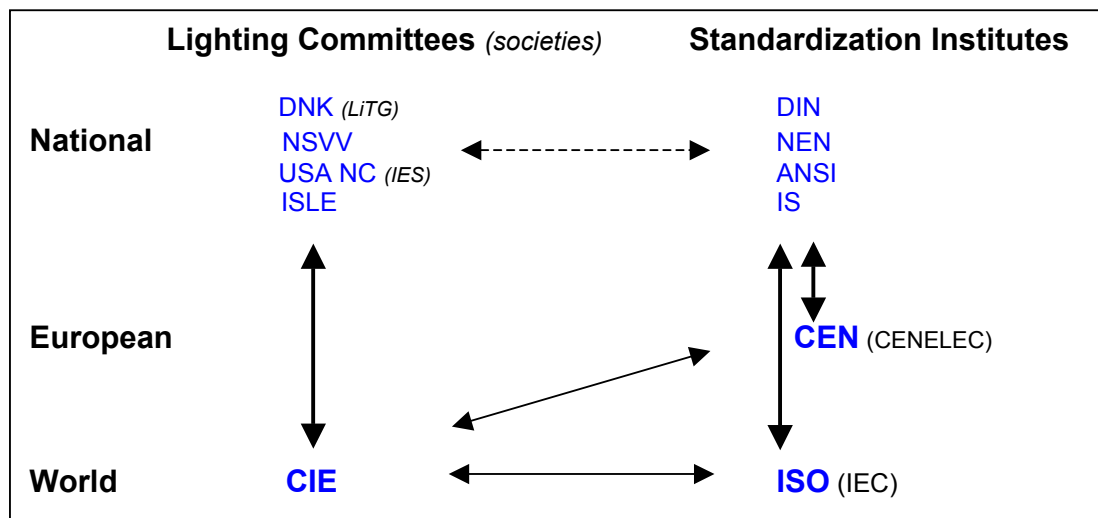 Lighting Committees (societies) Standardization Institutes
National
DNK (LiTG)
NSVV
USA NC (IES)
ISLE
DIN
NEN
ANSI
IS
European
CEN (CENELEC)
World
CIE
ISO (IEC)